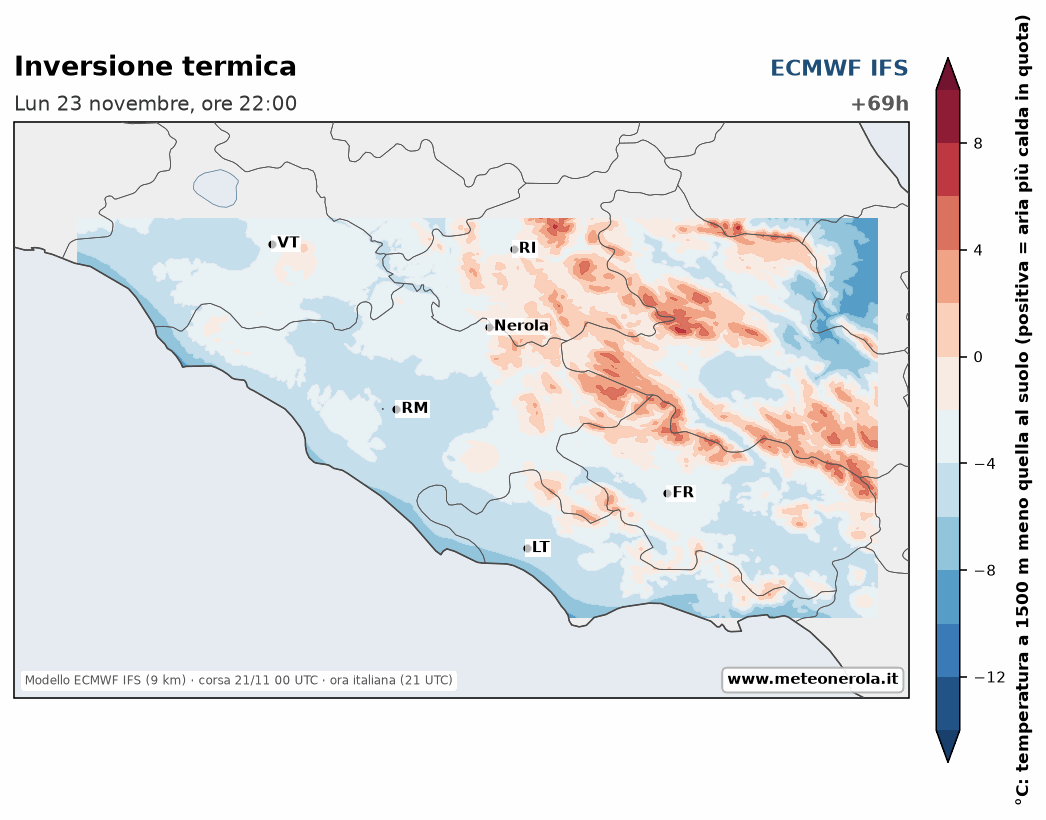 Inversione termica
ECMWF IFS
Lun 23 novembre, ore 22:00
+69h
VT
RI
Nerola
RM
FR
LT
Modello ECMWF IFS (9 km) · corsa 21/11 00 UTC · ora italiana (21 UTC)
www.meteonerola.it
8
4
0
−4
−8
−12
°C: temperatura a 1500 m meno quella al suolo (positiva = aria più calda in quota)